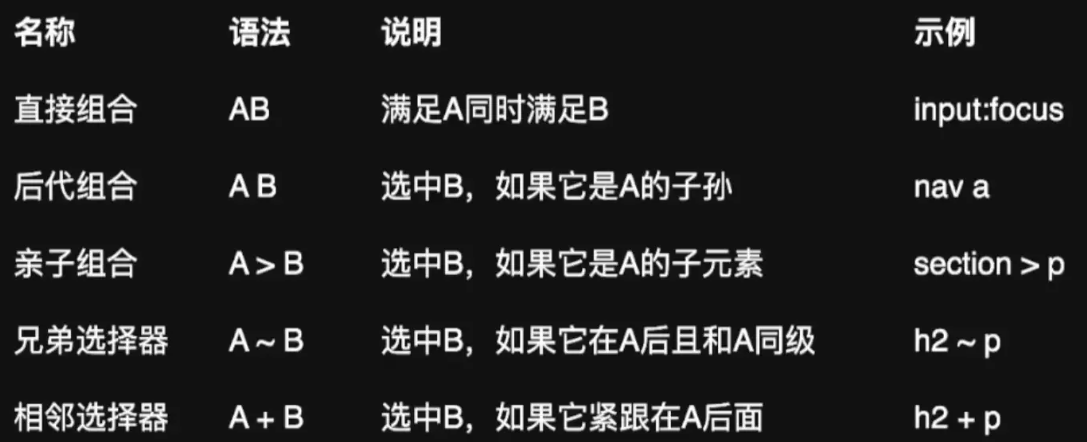 名称 语法 说明 示例
直接组合 AB 满足A同时满足B input:focus
后代组合 A B 选中B，如果它是A的子孙 nav a
亲子组合 A > B 选中B，如果它是A的子元素 section > p
兄弟选择器 A ~ B 选中B，如果它在A后且和A同级 h2 ~ p
相邻选择器 A + B 选中B，如果它紧跟在A后面 h2 + p